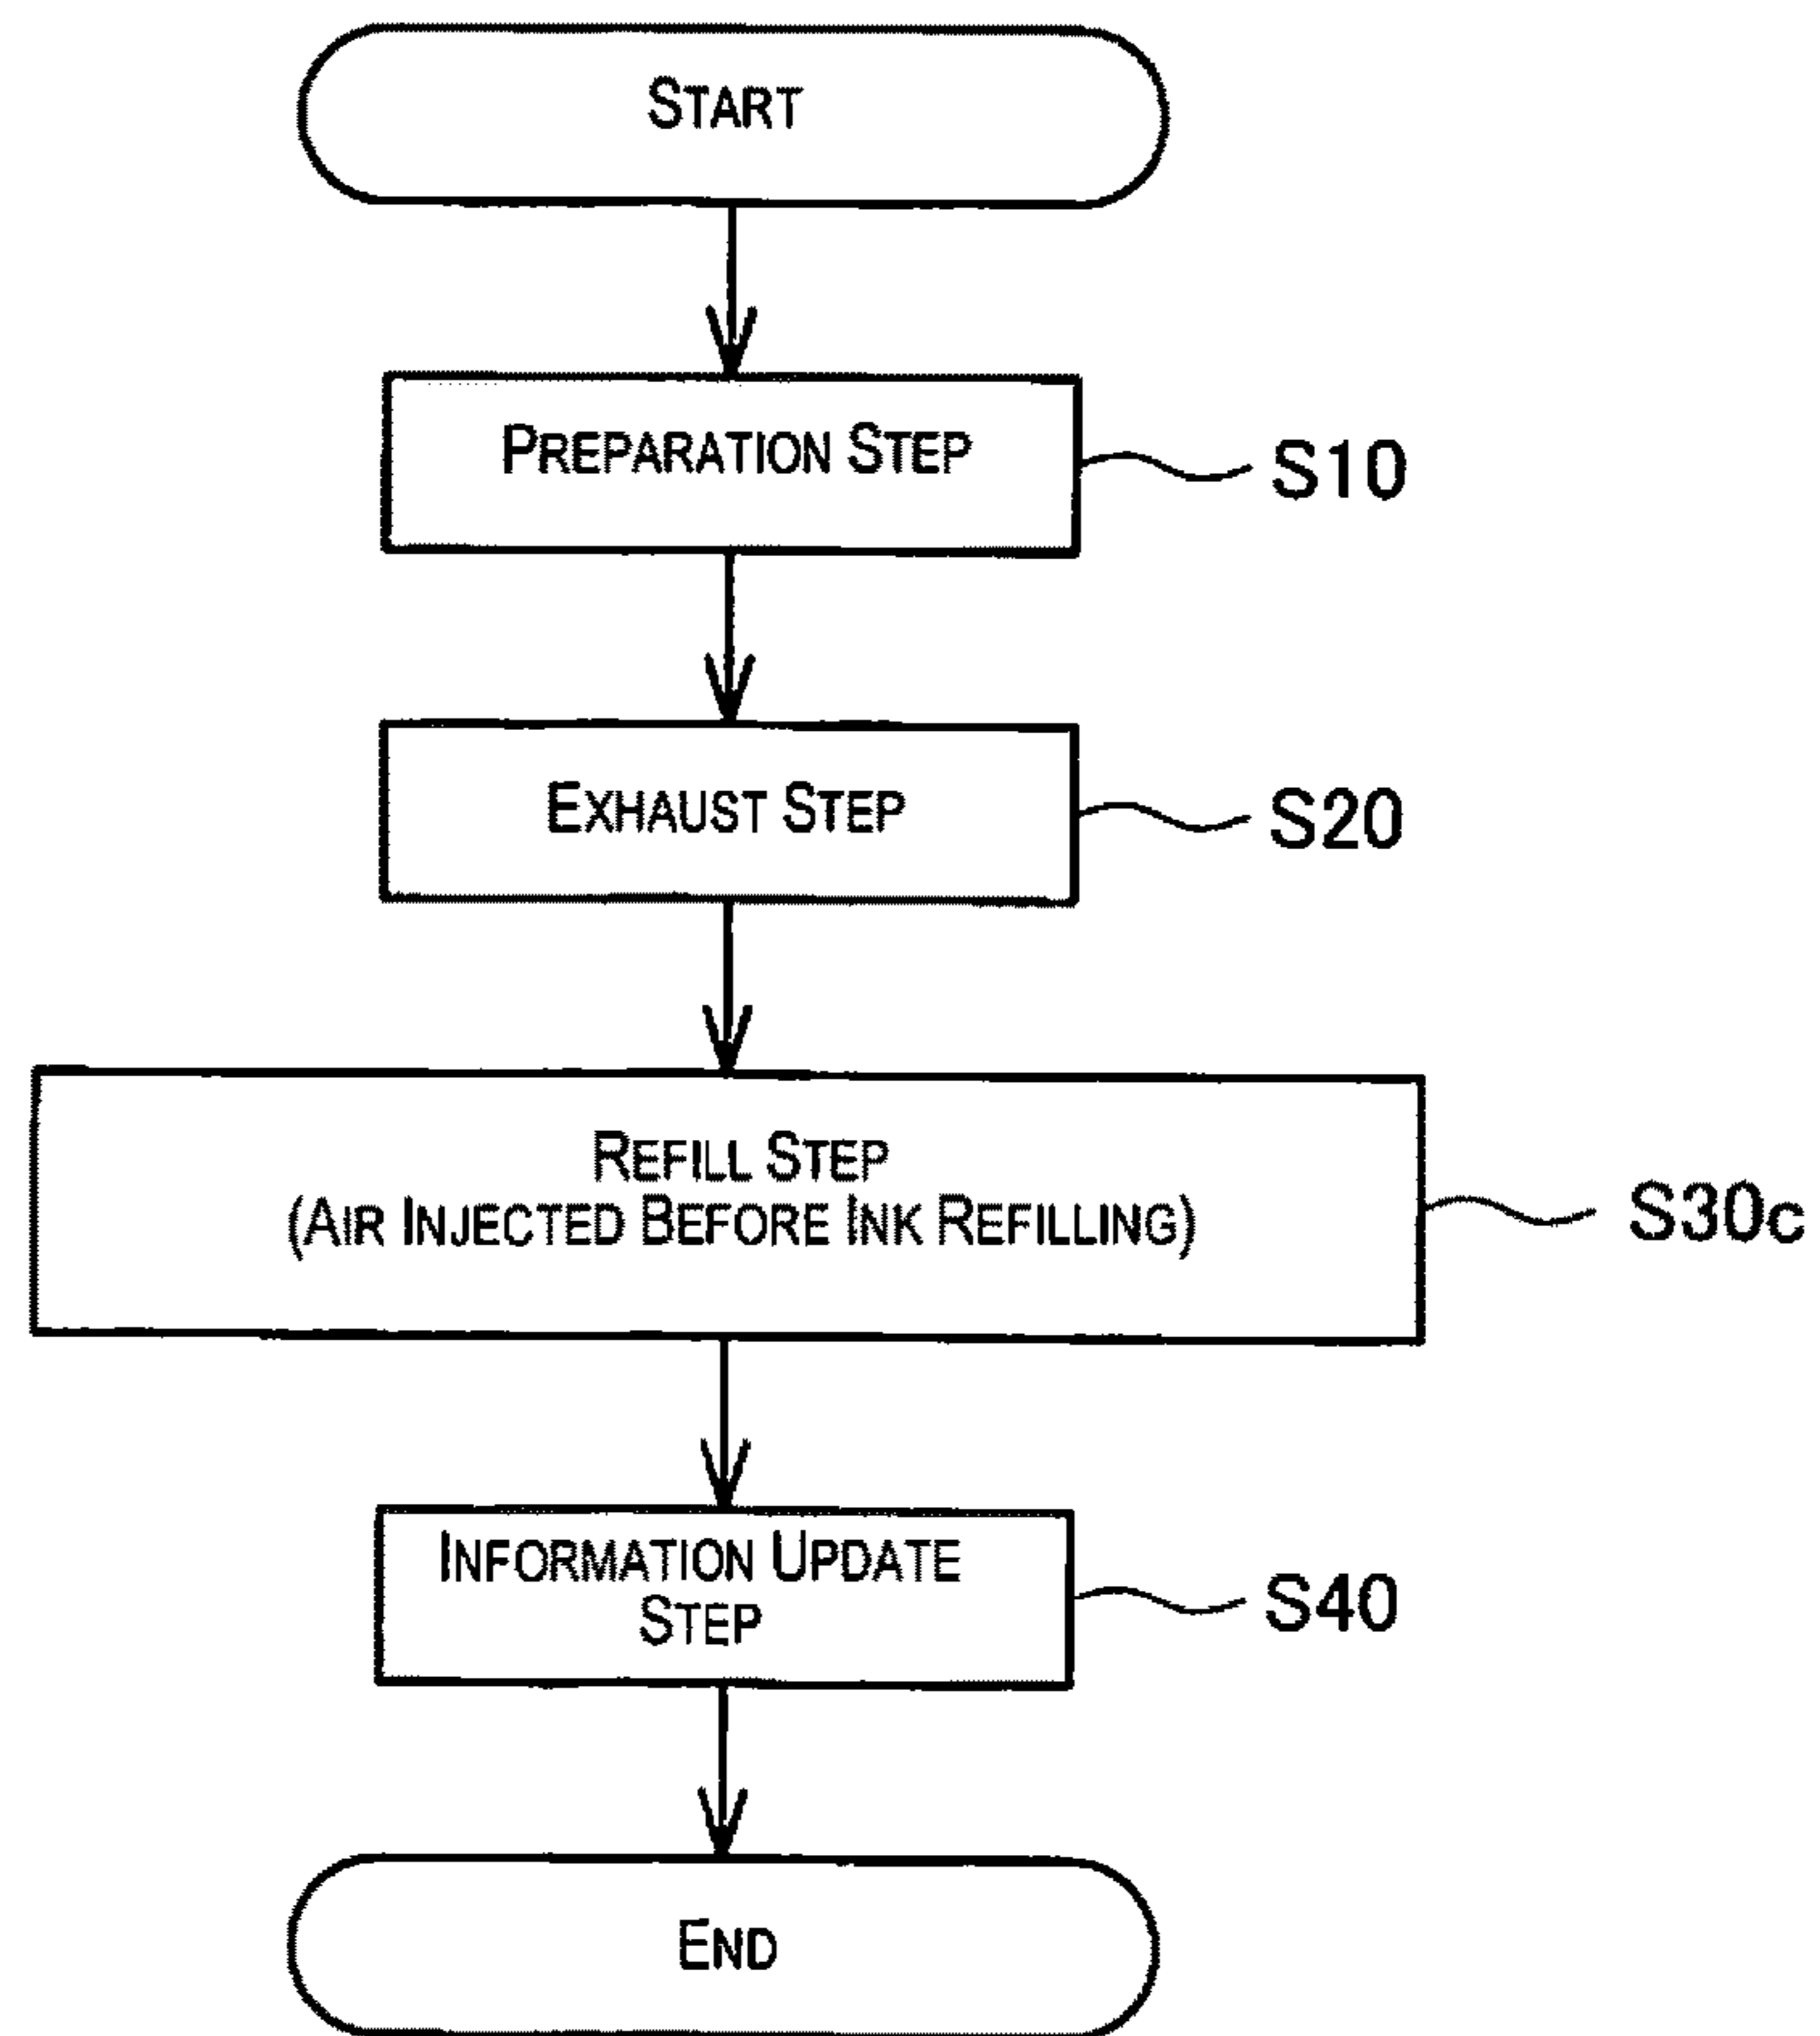 START
PREPARATION STEP
S10
EXHAUST STEP
S20
REFILL STEP
(AIR INJECTED BEFORE INK REFILLING)
S30c
INFORMATION UPDATE
STEP
S40
END